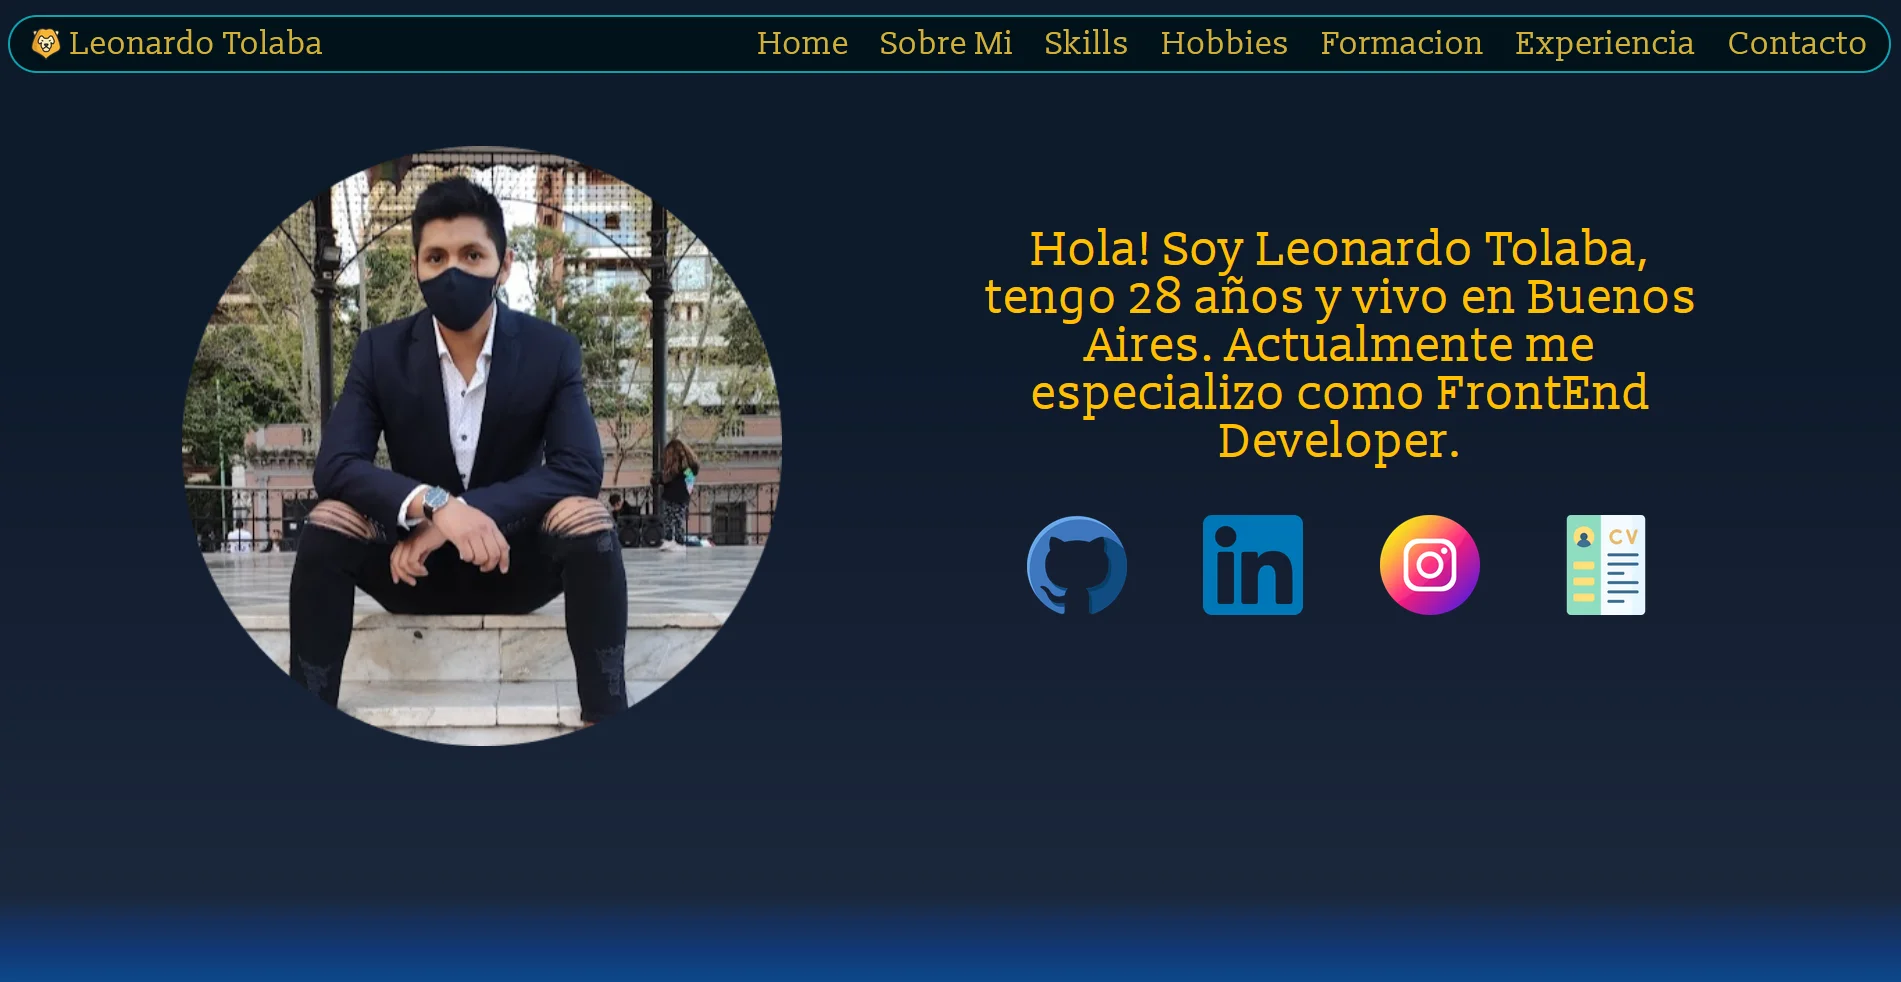 Leonardo Tolaba
Home Sobre Mi Skills Hobbies Formacion Experiencia Contacto
Hola! Soy Leonardo Tolaba,
tengo 28 años y vivo en Buenos
Aires. Actualmente me
especializo como FrontEnd
Developer.
in
CV